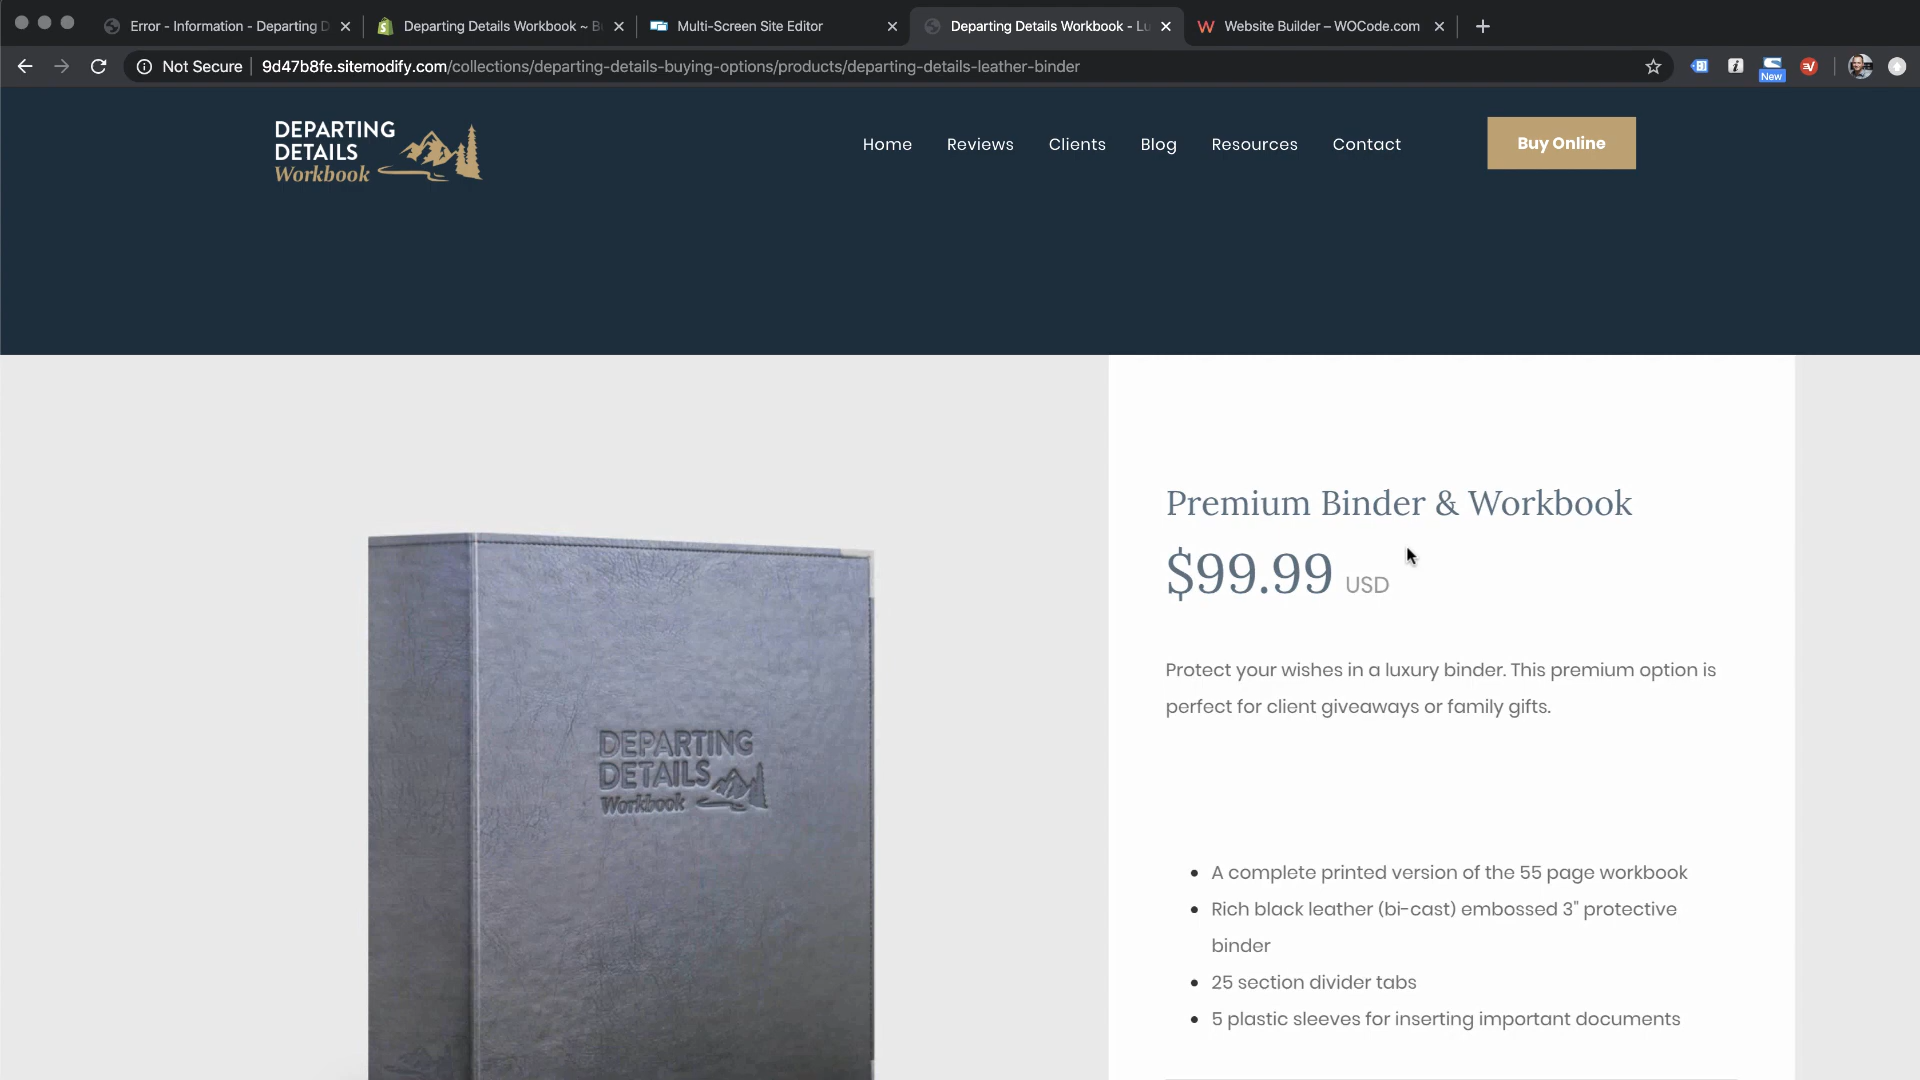 Error - Information - Departing D
Departing Details Workbook ~ B
Multi-Screen Site Editor
Departing Details Workbook - Lu
Website Builder – WOCode.com
Not Secure
9d47b8fe.sitemodify.com/collections/departing-details-buying-options/products/departing-details-leather-binder
New
DEPARTING
DETAILS
Workbook
Home
Reviews
Clients
Blog
Resources
Contact
Buy Online
DEPARTING
DETAILS
Workbook
Premium Binder & Workbook
$99.99 USD
Protect your wishes in a luxury binder. This premium option is
perfect for client giveaways or family gifts.
• A complete printed version of the 55 page workbook
• Rich black leather (bi-cast) embossed 3" protective
binder
• 25 section divider tabs
• 5 plastic sleeves for inserting important documents